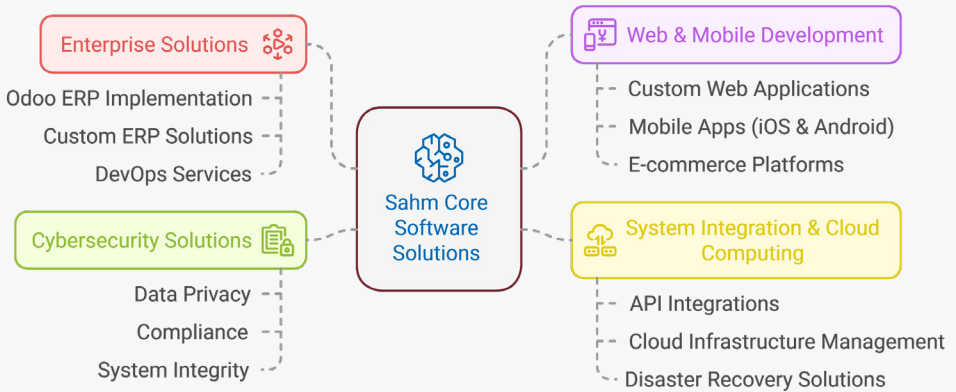 Enterprise Solutions
Odoo ERP Implementation
Custom ERP Solutions
DevOps Services
Cybersecurity Solutions
Data Privacy
Compliance
System Integrity
Sahm Core
Software
Solutions
Web & Mobile Development
Custom Web Applications
Mobile Apps (iOS & Android)
E-commerce Platforms
System Integration & Cloud
Computing
API Integrations
Cloud Infrastructure Management
Disaster Recovery Solutions